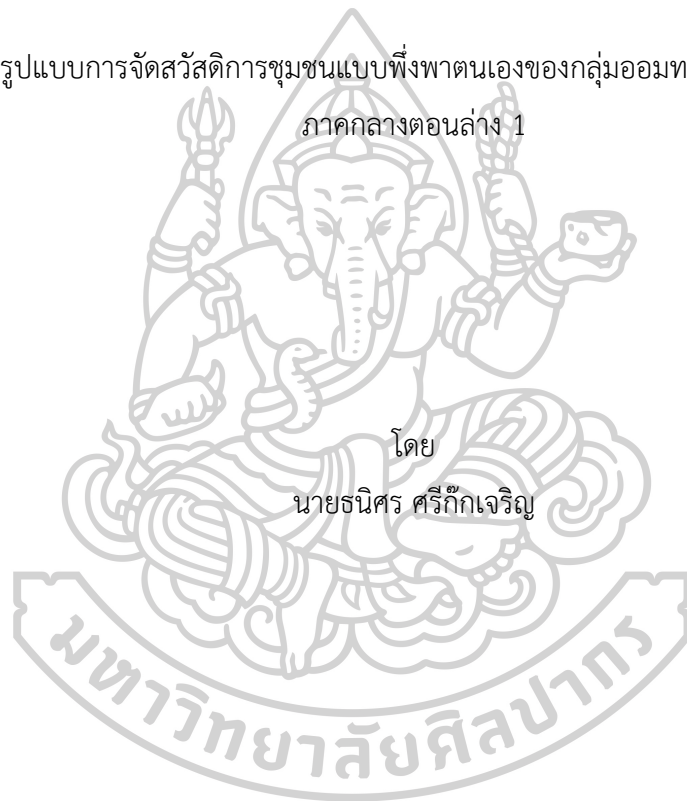 รูปแบบการจัดสวัสดิการชุมชนแบบพึ่งพาตนเองของกลุ่มออมท
ภาคกลางตอนล่าง 1
โดย
นายธนิศร ศรีก๊กเจริญ
มหาวิทยาลัยศิลปากร